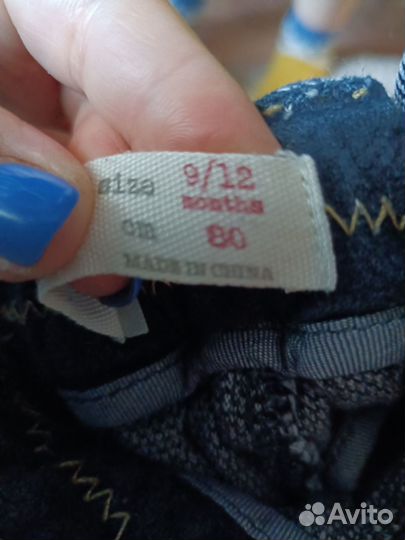 size 9/12
months
cm 80
MADE IN CHINA
Avito